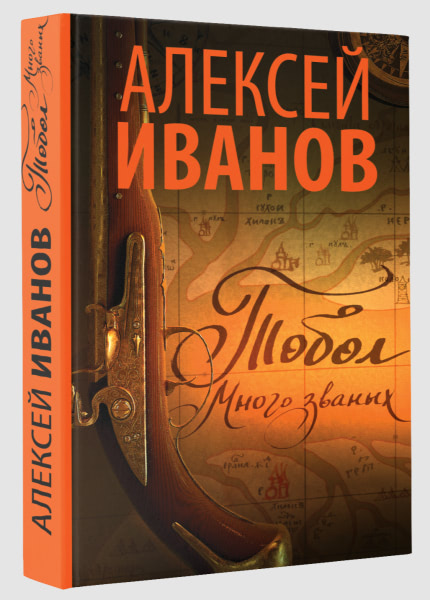 АЛЕКСЕЙ
ИВАНОВ
Тобол
Много званых
АЛЕКСЕЙ ИВАНОВ Тобол Много званых